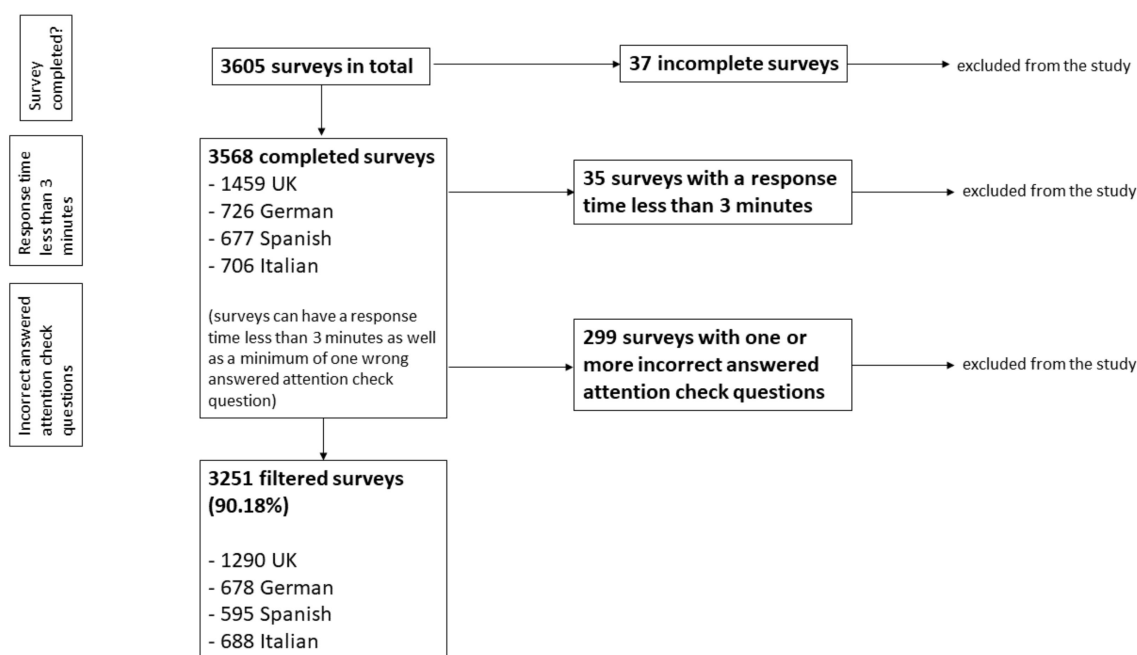 Survey
completed?
3605 surveys in total
37 incomplete surveys
excluded from the study
Response time
less than 3
minutes
3568 completed surveys
- 1459 UK
- 726 German
- 677 Spanish
- 706 Italian
(surveys can have a response
time less than 3 minutes as well
as a minimum of one wrong
answered attention check
question)
35 surveys with a response
time less than 3 minutes
excluded from the study
Incorrect answered
attention check
questions
299 surveys with one or
more incorrect answered
attention check questions
excluded from the study
3251 filtered surveys
(90.18%)
- 1290 UK
- 678 German
- 595 Spanish
- 688 Italian